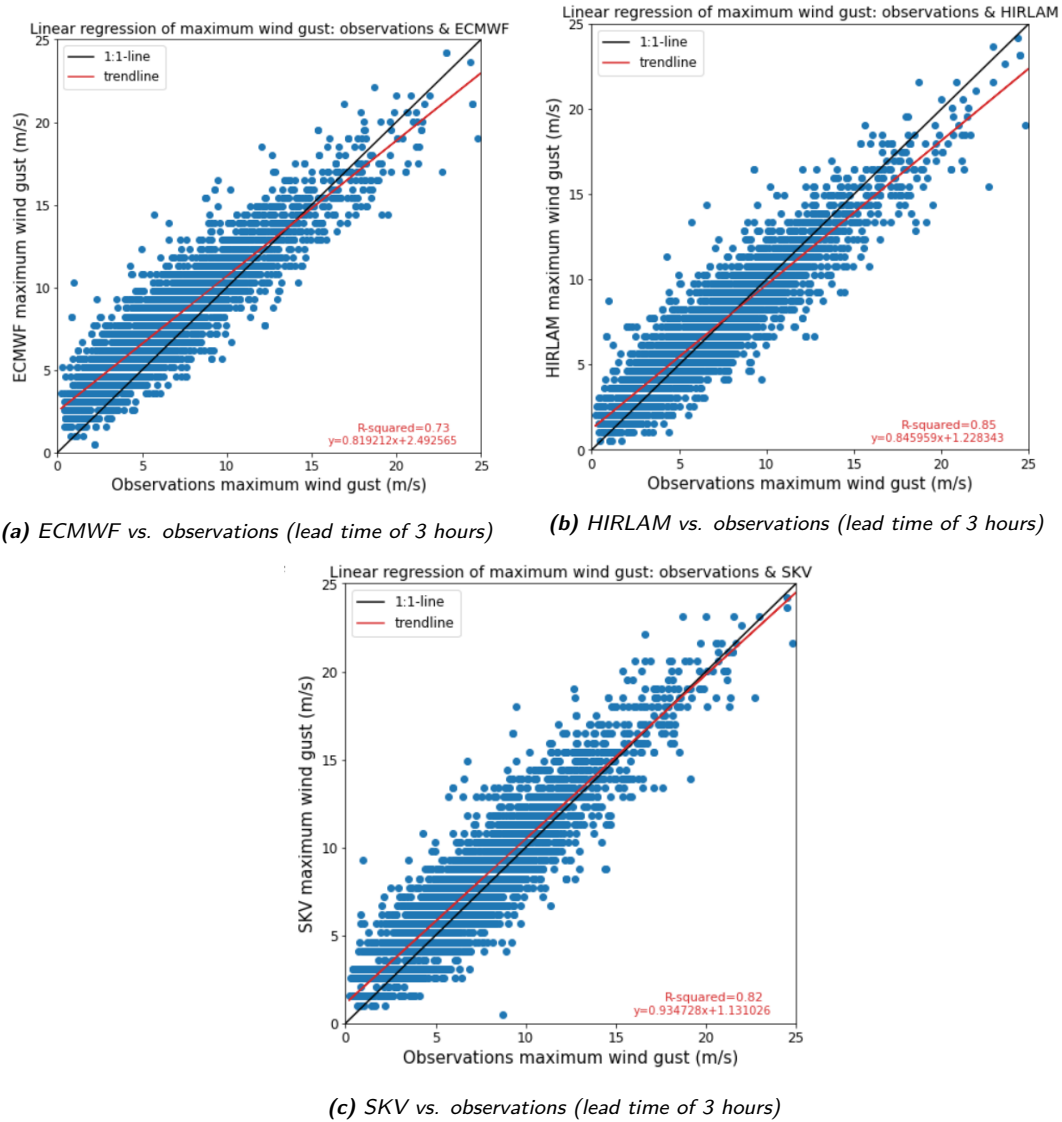 Linear regression of maximum wind gust: observations & ECMWF
25
1:1-line
trendline
20
15
10
5
0
ECMWF maximum wind gust (m/s)
R-squared=0.73
y=0.819212x+2.492565
0 5 10 15 20 25
Observations maximum wind gust (m/s)
(a) ECMWF vs. observations (lead time of 3 hours)
Linear regression of maximum wind gust: observations & HIRLAM
25
1:1-line
trendline
20
15
10
5
0
HIRLAM maximum wind gust (m/s)
R-squared=0.85
y=0.845959x+1.228343
0 5 10 15 20 25
Observations maximum wind gust (m/s)
(b) HIRLAM vs. observations (lead time of 3 hours)
Linear regression of maximum wind gust: observations & SKV
25
1:1-line
trendline
20
15
10
5
0
SKV maximum wind gust (m/s)
R-squared=0.82
y=0.934728x+1.131026
0 5 10 15 20 25
Observations maximum wind gust (m/s)
(c) SKV vs. observations (lead time of 3 hours)